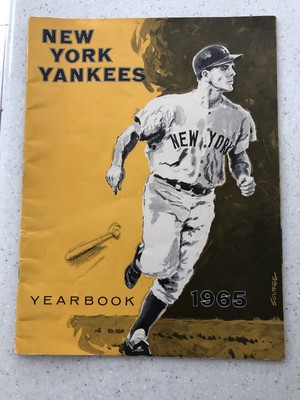 NEW
YORK
YANKEES
NEW YORK
YEARBOOK 1965